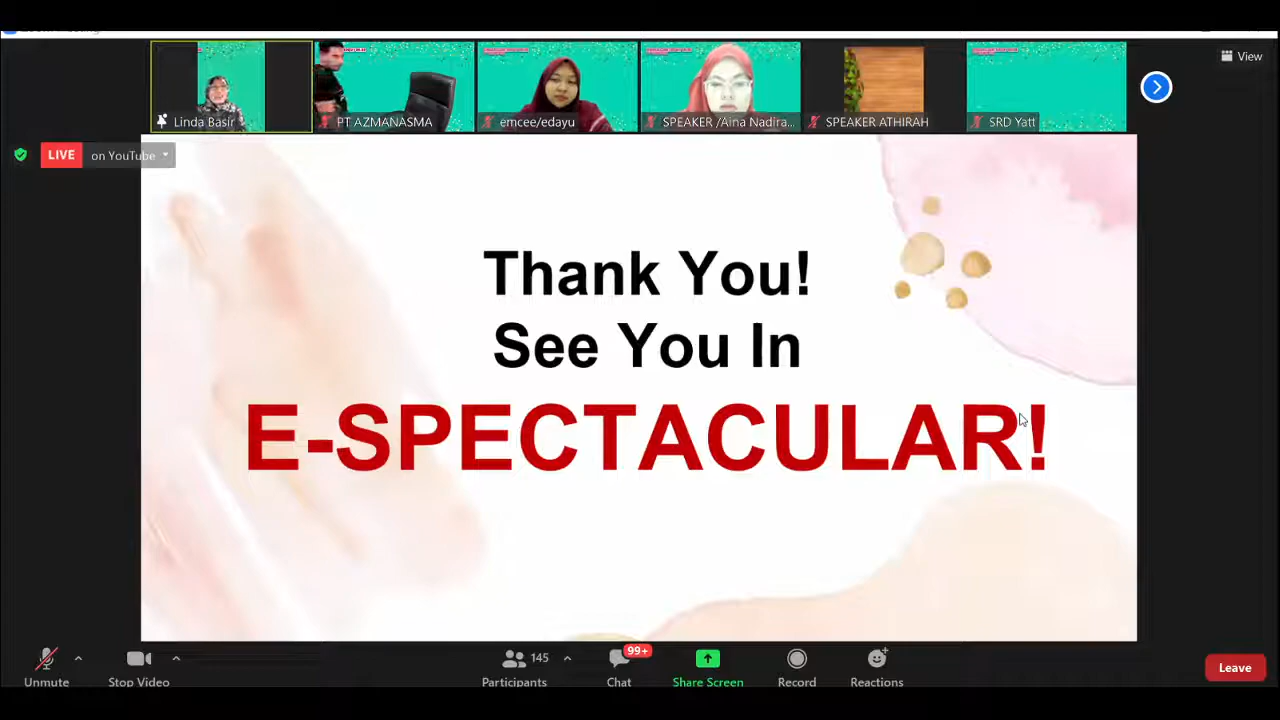 View
Linda Basir
PT AZMANASMA
emcee/edayu
SPEAKER /Aina Nadira...
SPEAKER ATHIRAH
SRD Yatt
LIVE on YouTube
Thank You!
See You In
E-SPECTACULAR!
Unmute
Stop Video
145
Participants
99+
Chat
Share Screen
Record
Reactions
Leave